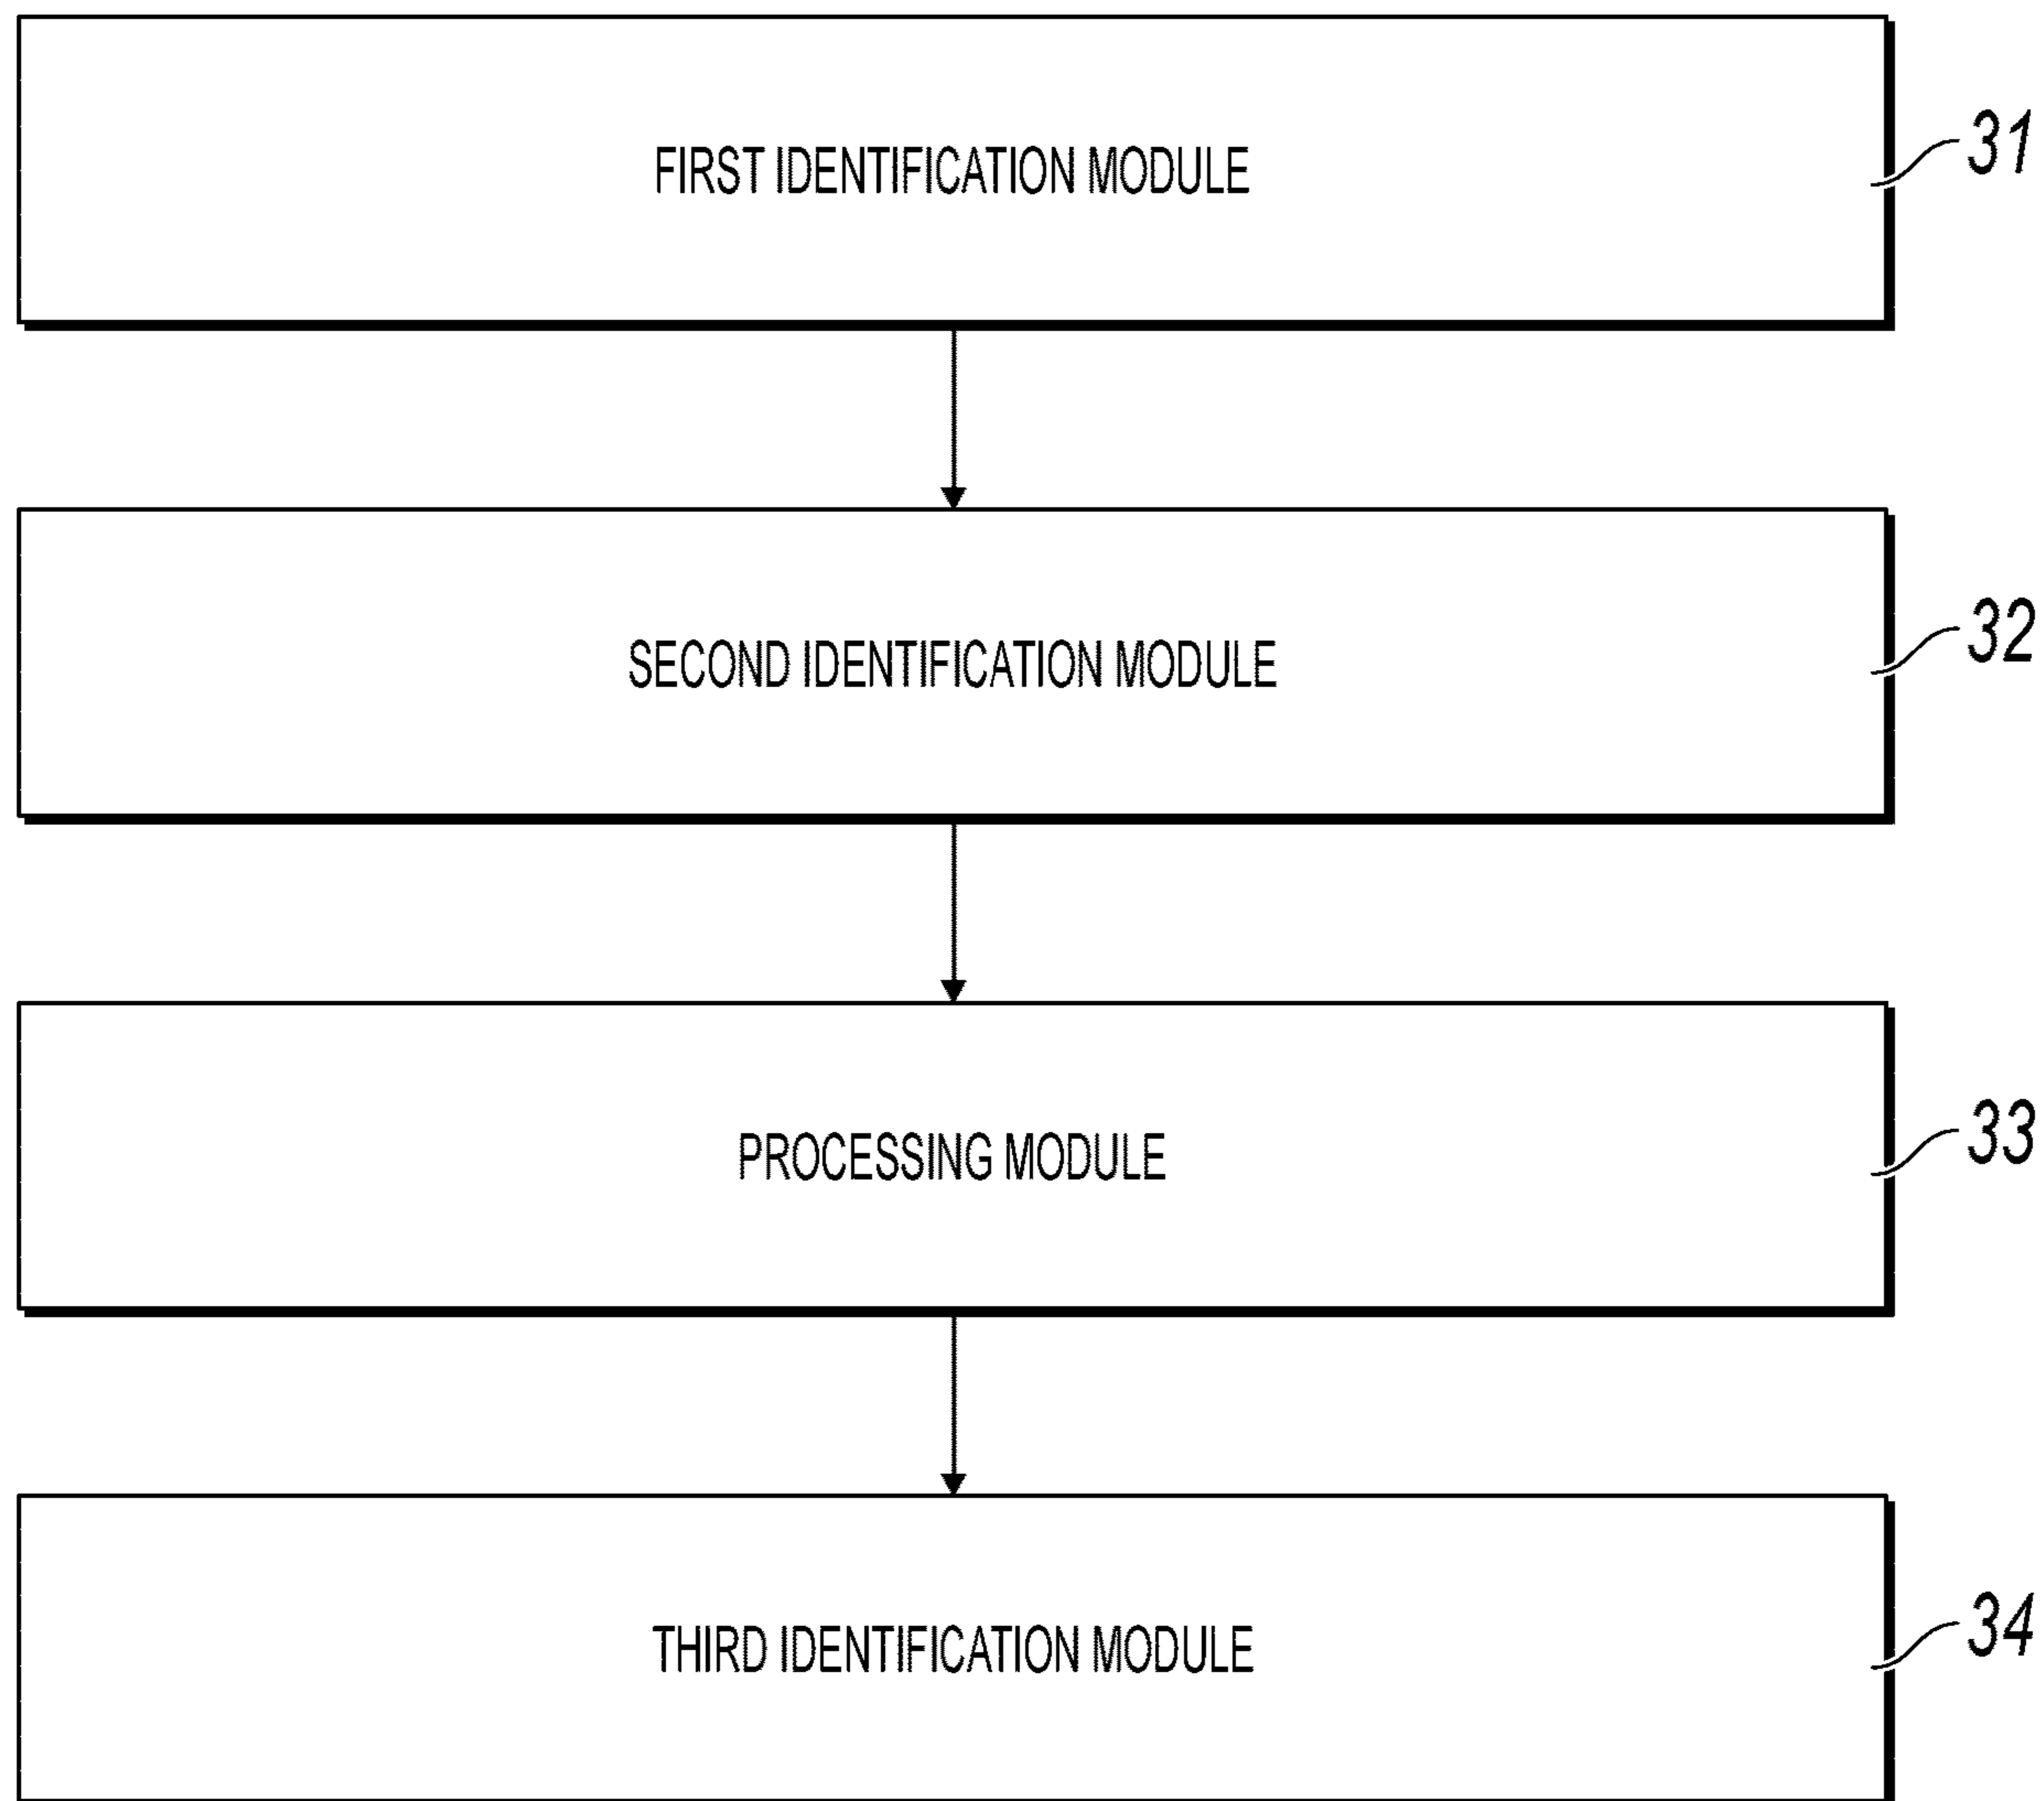 FIRST IDENTIFICATION MODULE
31
SECOND IDENTIFICATION MODULE
32
PROCESSING MODULE
33
THIRD IDENTIFICATION MODULE
34